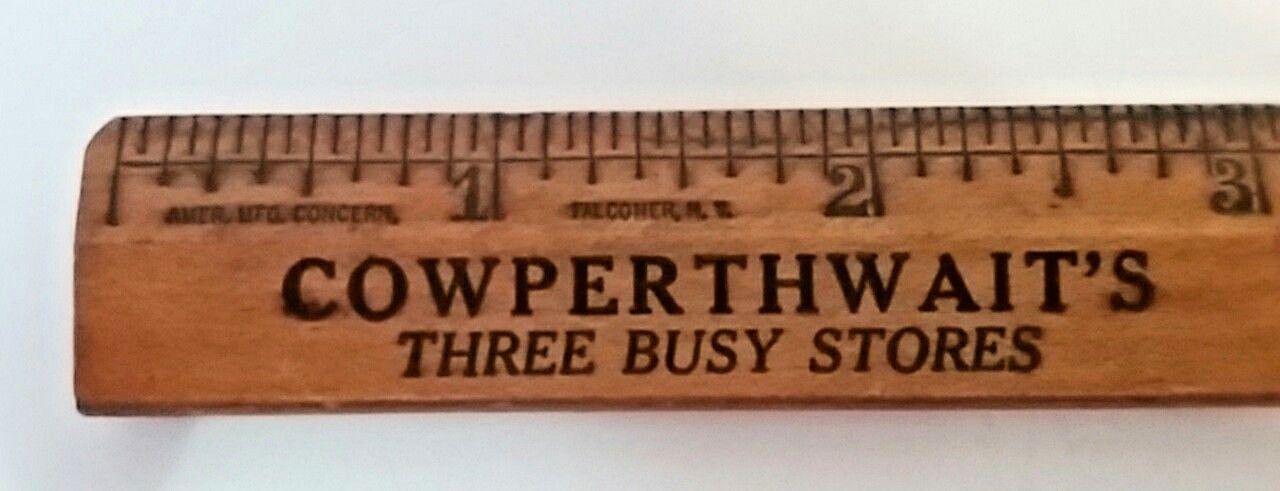 1 2 3
AMER. MFG. CONCERN, FALCONER, N. Y.
COWPERTHWAIT'S
THREE BUSY STORES